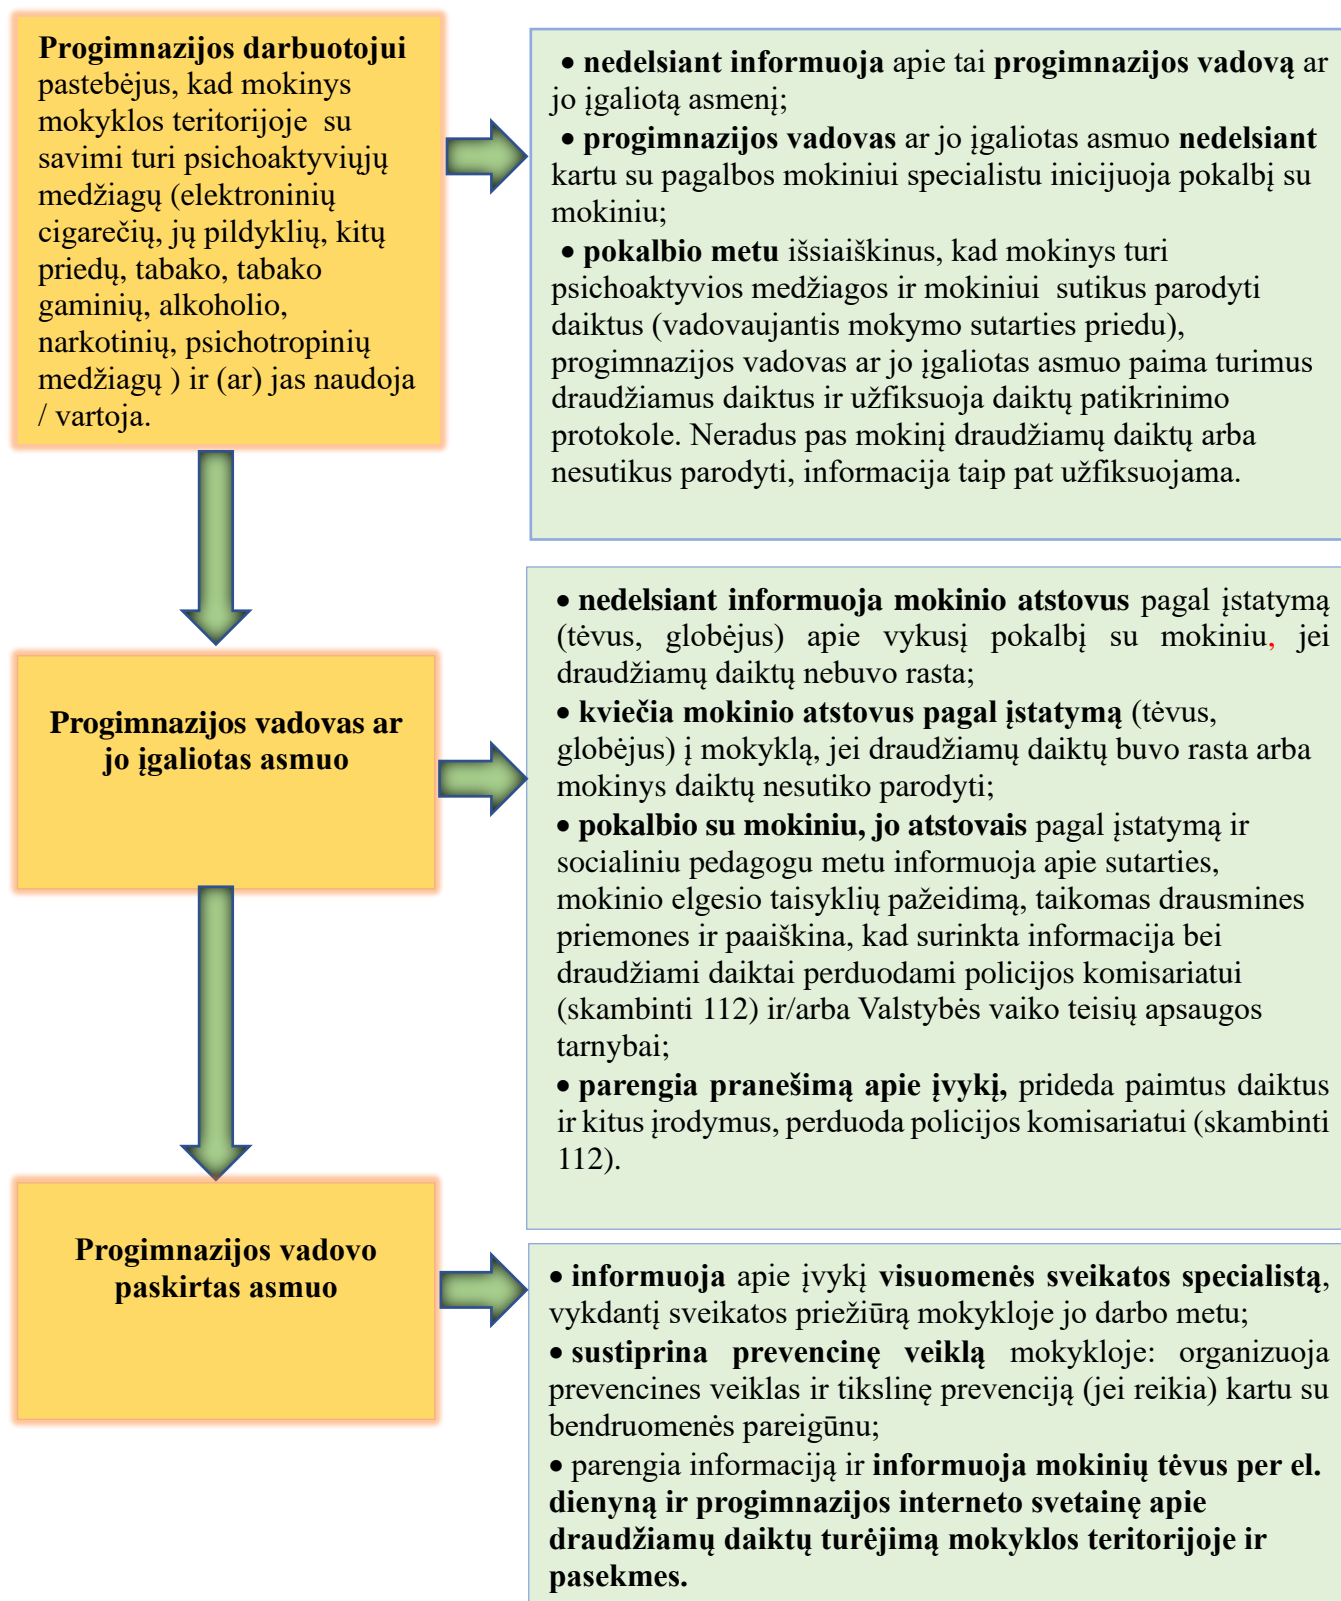 Progimnazijos darbuotojui
pastebėjus, kad mokinys
mokyklos teritorijoje su
savimi turi psichoaktyviųjų
medžiagų (elektroninių
cigarečių, jų pildyklių, kitų
priedų, tabako, tabako
gaminių, alkoholio,
narkotinių, psichotropinių
medžiagų ) ir (ar) jas naudoja
/ vartoja.
• nedelsiant informuoja apie tai progimnazijos vadovą ar
jo įgaliotą asmenį;
• progimnazijos vadovas ar jo įgaliotas asmuo nedelsiant
kartu su pagalbos mokiniui specialistu inicijuoja pokalbį su
mokiniu;
• pokalbio metu išsiaiškinus, kad mokinys turi
psichoaktyvios medžiagos ir mokiniui sutikus parodyti
daiktus (vadovaujantis mokymo sutarties priedu),
progimnazijos vadovas ar jo įgaliotas asmuo paima turimus
draudžiamus daiktus ir užfiksuoja daiktų patikrinimo
protokole. Neradus pas mokinį draudžiamų daiktų arba
nesutikus parodyti, informacija taip pat užfiksuojama.
Progimnazijos vadovas ar
jo įgaliotas asmuo
• nedelsiant informuoja mokinio atstovus pagal įstatymą
(tėvus, globėjus) apie vykusį pokalbį su mokiniu, jei
draudžiamų daiktų nebuvo rasta;
• kviečia mokinio atstovus pagal įstatymą (tėvus,
globėjus) į mokyklą, jei draudžiamų daiktų buvo rasta arba
mokinys daiktų nesutiko parodyti;
• pokalbio su mokiniu, jo atstovais pagal įstatymą ir
socialiniu pedagogu metu informuoja apie sutarties,
mokinio elgesio taisyklių pažeidimą, taikomas drausmines
priemones ir paaiškina, kad surinkta informacija bei
draudžiami daiktai perduodami policijos komisariatui
(skambinti 112) ir/arba Valstybės vaiko teisių apsaugos
tarnybai;
• parengia pranešimą apie įvykį, prideda paimtus daiktus
ir kitus įrodymus, perduoda policijos komisariatui (skambinti
112).
Progimnazijos vadovo
paskirtas asmuo
• informuoja apie įvykį visuomenės sveikatos specialistą,
vykdantį sveikatos priežiūrą mokykloje jo darbo metu;
• sustiprina prevencinę veiklą mokykloje: organizuoja
prevencines veiklas ir tikslinę prevenciją (jei reikia) kartu su
bendruomenės pareigūnu;
• parengia informaciją ir informuoja mokinių tėvus per el.
dienyną ir progimnazijos interneto svetainę apie
draudžiamų daiktų turėjimą mokyklos teritorijoje ir
pasekmes.